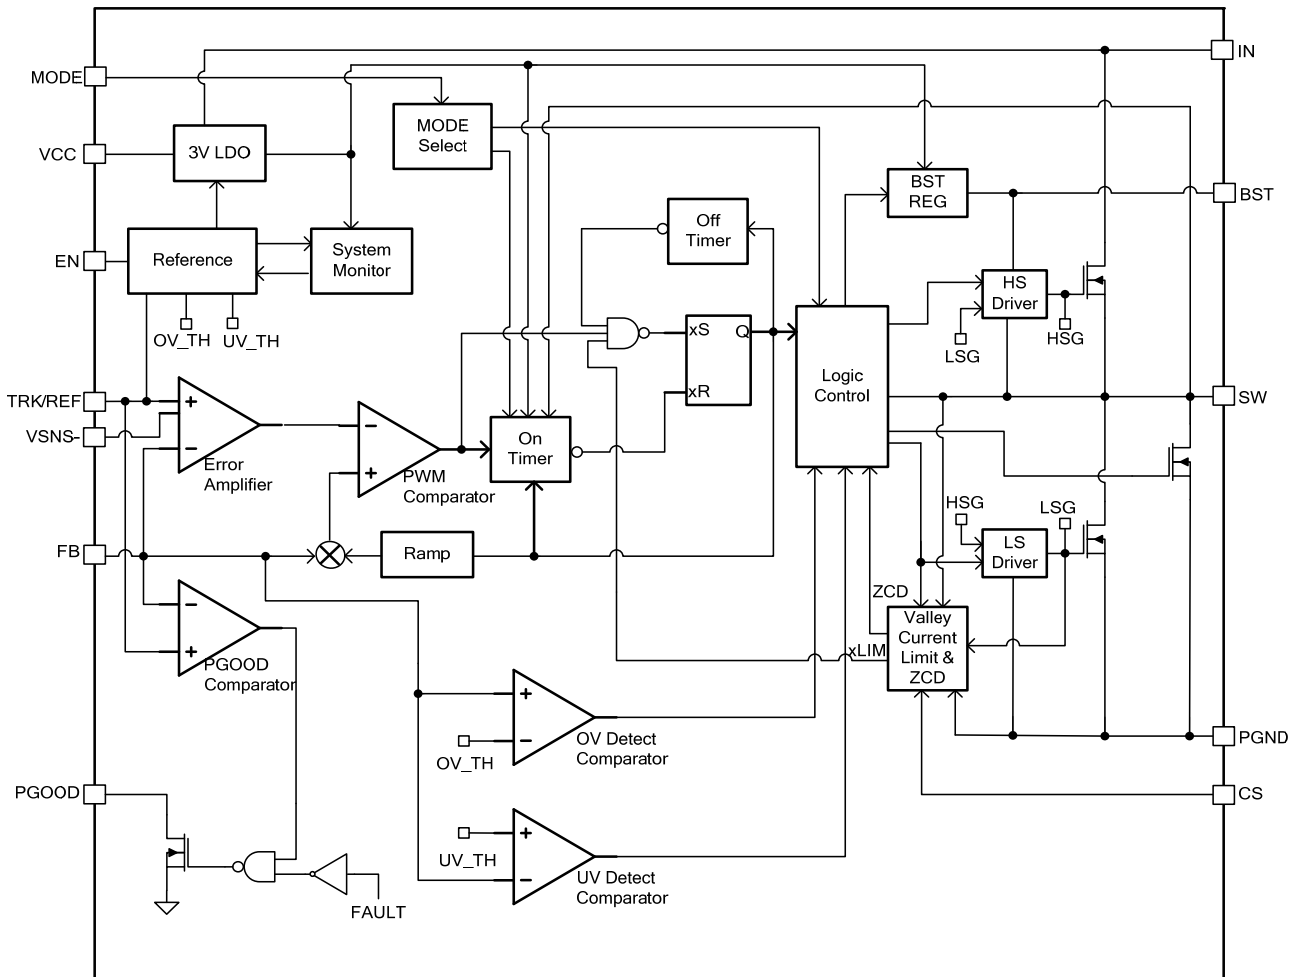 IN
MODE
MODE
Select
VCC
3V LDO
BST
REG
BST
Off
Timer
EN
Reference
System
Monitor
HS
Driver
OV_TH
UV_TH
xS
Q
LSG
HSG
TRK/REF
+
xR
Logic
Control
SW
VSNS-
−
−
On
Timer
Error
Amplifier
+
PWM
Comparator
HSG
LSG
FB
Ramp
LS
Driver
ZCD
−
Valley
Current
Limit &
ZCD
+
xLIM
PGOOD
Comparator
+
−
OV_TH
OV Detect
Comparator
PGND
PGOOD
CS
+
UV_TH
−
UV Detect
Comparator
FAULT